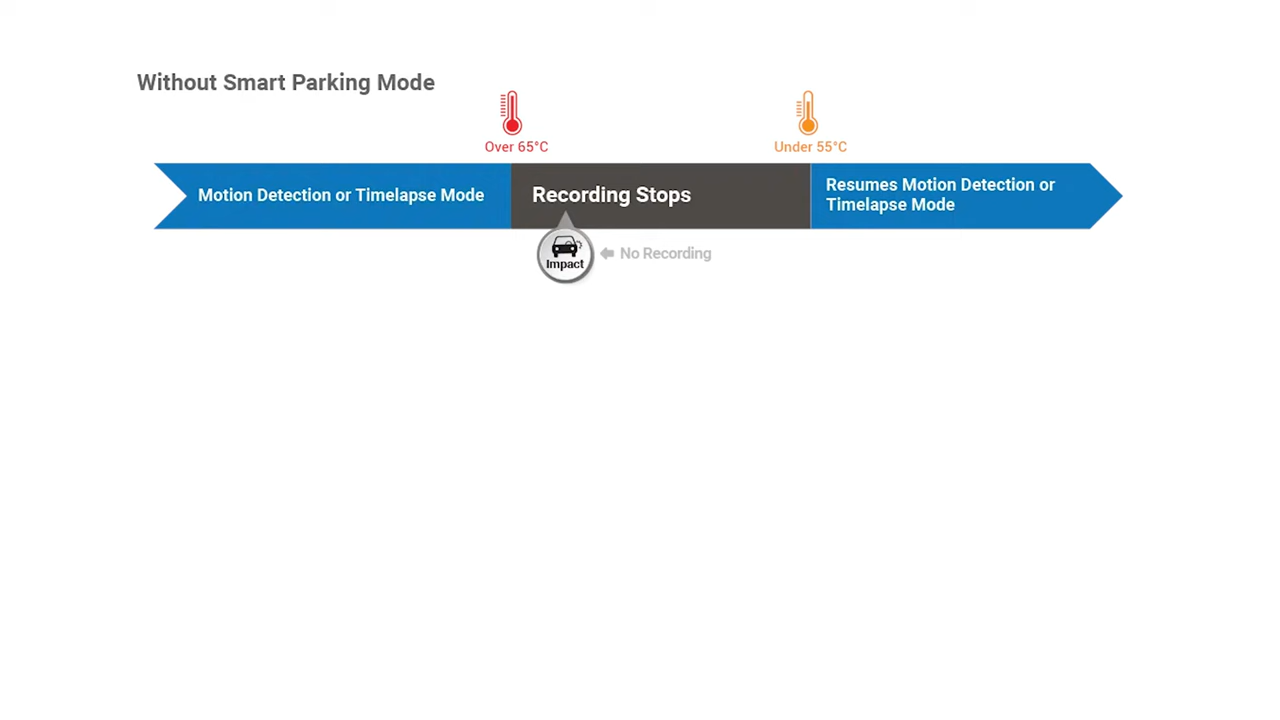 Without Smart Parking Mode
Over 65°C
Under 55°C
Motion Detection or Timelapse Mode
Recording Stops
Resumes Motion Detection or
Timelapse Mode
Impact
No Recording